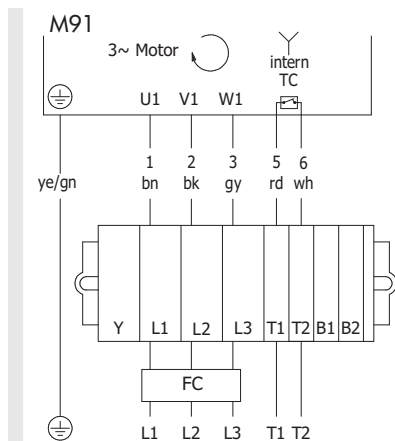 M91
3~ Motor
intern
TC
U1 V1 W1
1 2 3 5 6
bn bk gy rd wh
ye/gn
Y L1 L2 L3 T1 T2 B1 B2
FC
L1 L2 L3 T1 T2